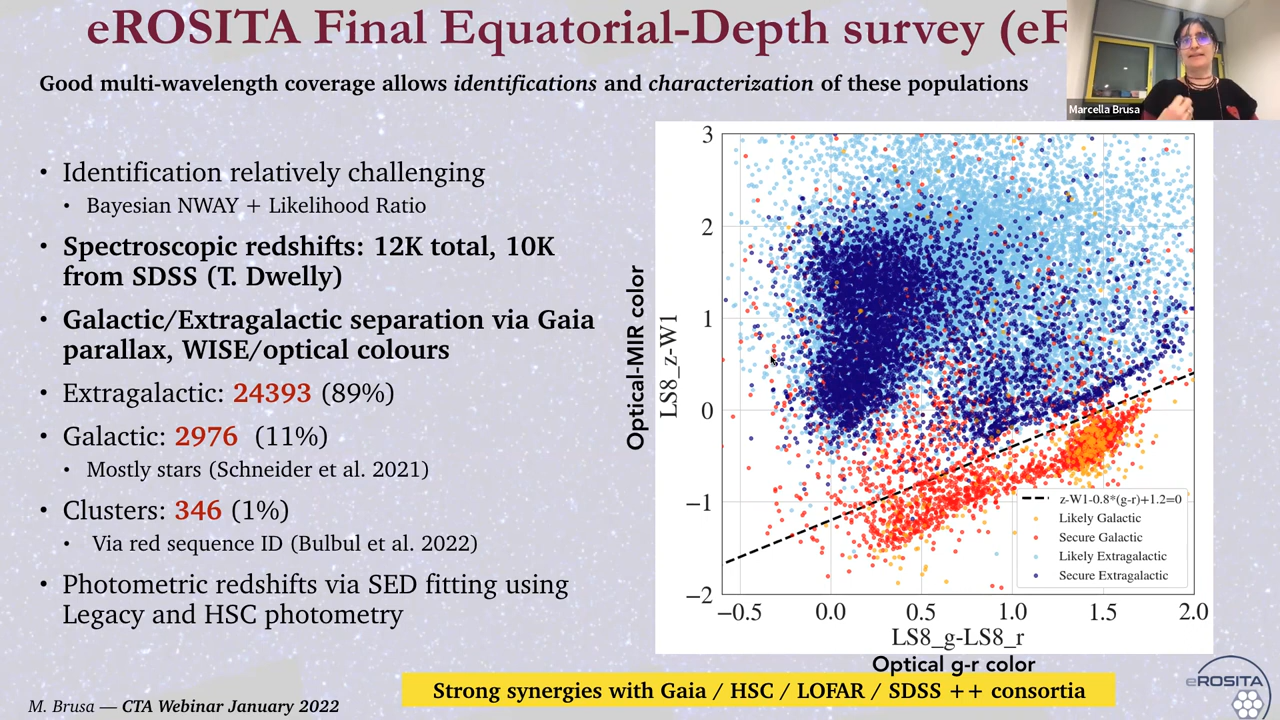 eROSITA Final Equatorial-Depth survey (eF
Good multi-wavelength coverage allows identifications and characterization of these populations
Marcella Brusa
• Identification relatively challenging
• Bayesian NWAY + Likelihood Ratio
• Spectroscopic redshifts: 12K total, 10K
from SDSS (T. Dwelly)
• Galactic/Extragalactic separation via Gaia
parallax, WISE/optical colours
• Extragalactic: 24393 (89%)
• Galactic: 2976 (11%)
• Mostly stars (Schneider et al. 2021)
• Clusters: 346 (1%)
• Via red sequence ID (Bulbul et al. 2022)
• Photometric redshifts via SED fitting using
Legacy and HSC photometry
Optical-MIR color
LS8_z-W1
3
2
1
0
−1
−2
z-W1-0.8*(g-r)+1.2=0
Likely Galactic
Secure Galactic
Likely Extragalactic
Secure Extragalactic
−0.5 0.0 0.5 1.0 1.5 2.0
LS8_g-LS8_r
Optical g-r color
Strong synergies with Gaia / HSC / LOFAR / SDSS ++ consortia
M. Brusa — CTA Webinar January 2022
eROSITA